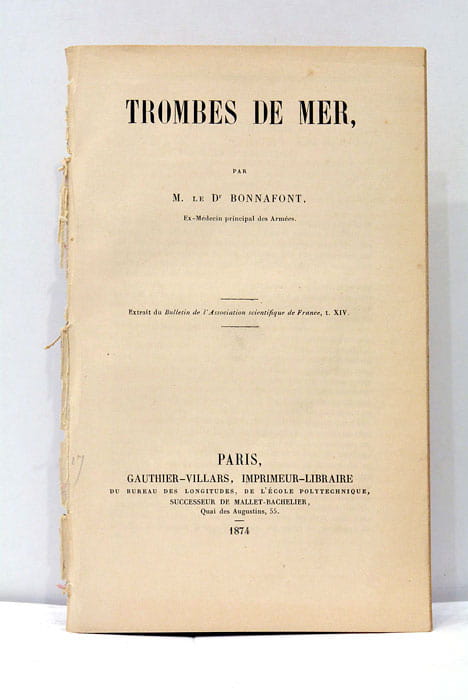 TROMBES DE MER,
PAR
M. LE Dr BONNAFONT.
Ex-Médecin principal des Armées.
Extrait du Bulletin de l'Association scientifique de France, t. XIV.
PARIS,
GAUTHIER-VILLARS, IMPRIMEUR-LIBRAIRE
DU BUREAU DES LONGITUDES, DE L'ÉCOLE POLYTECHNIQUE,
SUCCESSEUR DE MALLET-BACHELIER,
Quai des Augustins, 55.
1874